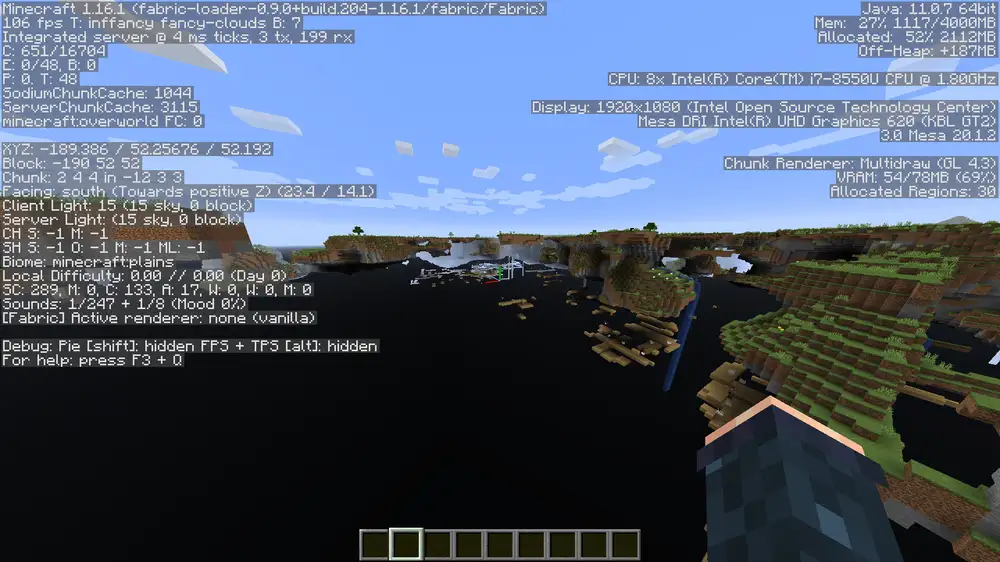 Minecraft 1.16.1 (fabric-loader-0.9.0+build.204-1.16.1/fabric/Fabric)
106 fps T: inffancy fancy-clouds B: 7
Integrated server @ 4 ms ticks, 3 tx, 199 rx
C: 651/16704
E: 0/48, B: 0
P: 0. T: 48
SodiumChunkCache: 1044
ServerChunkCache: 3115
minecraft:overworld FC: 0
XYZ: -189.386 / 52.25676 / 52.192
Block: -190 52 52
Chunk: 2 4 4 in -12 3 3
Facing: south (Towards positive Z) (23.4 / 14.1)
Client Light: 15 (15 sky, 0 block)
Server Light: (15 sky, 0 block)
CH S: -1 M: -1
SH S: -1 O: -1 M: -1 ML: -1
Biome: minecraft:plains
Local Difficulty: 0.00 // 0.00 (Day 0)
SC: 289, M: 0, C: 133, A: 17, W: 0, W: 0, M: 0
Sounds: 1/247 + 1/8 (Mood 0%)
[Fabric] Active renderer: none (vanilla)
Debug: Pie [shift]: hidden FPS + TPS [alt]: hidden
For help: press F3 + Q
Java: 11.0.7 64bit
Mem: 27% 1117/4000MB
Allocated: 52% 2112MB
Off-Heap: +187MB
CPU: 8x Intel(R) Core(TM) i7-8550U CPU @ 1.80GHz
Display: 1920x1080 (Intel Open Source Technology Center)
Mesa DRI Intel(R) UHD Graphics 620 (KBL GT2)
3.0 Mesa 20.1.2
Chunk Renderer: Multidraw (GL 4.3)
VRAM: 54/78MB (69%)
Allocated Regions: 30